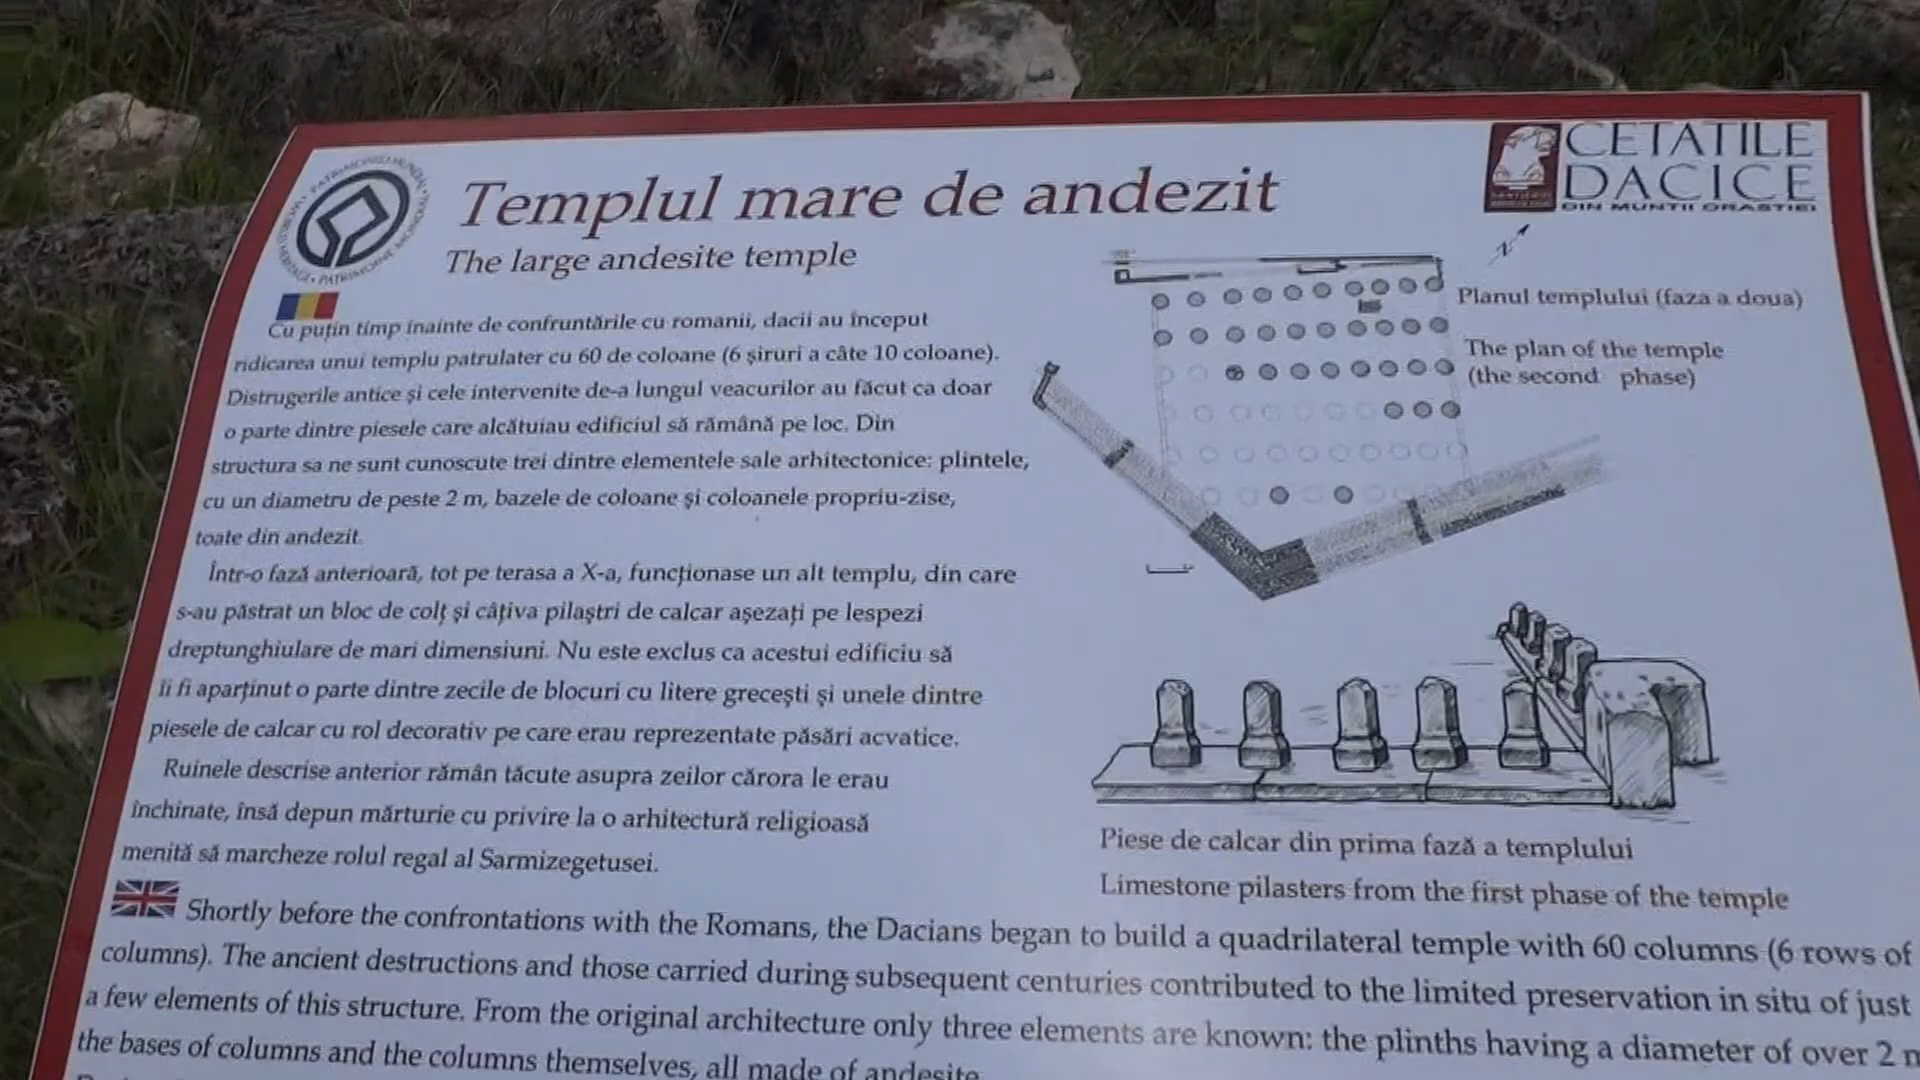 Templul mare de andezit
The large andesite temple
CETATILE
DACICE
DIN MUNTII ORASTIEI
N
Cu puțin timp înainte de confruntările cu romanii, dacii au început
ridicarea unui templu patrulater cu 60 de coloane (6 șiruri a câte 10 coloane).
Distrugerile antice și cele intervenite de-a lungul veacurilor au făcut ca doar
o parte dintre piesele care alcătuiau edificiul să rămână pe loc. Din
structura sa ne sunt cunoscute trei dintre elementele sale arhitectonice: plintele,
cu un diametru de peste 2 m, bazele de coloane și coloanele propriu-zise,
toate din andezit.
Într-o fază anterioară, tot pe terasa a X-a, funcționase un alt templu, din care
s-au păstrat un bloc de colț și câțiva pilaștri de calcar așezați pe lespezi
dreptunghiulare de mari dimensiuni. Nu este exclus ca acestui edificiu să
îi fi aparținut o parte dintre zecile de blocuri cu litere grecești și unele dintre
piesele de calcar cu rol decorativ pe care erau reprezentate păsări acvatice.
Ruinele descrise anterior rămân tăcute asupra zeilor cărora le erau
închinate, însă depun mărturie cu privire la o arhitectură religioasă
menită să marcheze rolul regal al Sarmizegetusei.
Planul templului (faza a doua)
The plan of the temple
(the second phase)
Piese de calcar din prima fază a templului
Limestone pilasters from the first phase of the temple
Shortly before the confrontations with the Romans, the Dacians began to build a quadrilateral temple with 60 columns (6 rows of
columns). The ancient destructions and those carried during subsequent centuries contributed to the limited preservation in situ of just
a few elements of this structure. From the original architecture only three elements are known: the plinths having a diameter of over 2
the bases of columns and the columns themselves, all made of andesite.